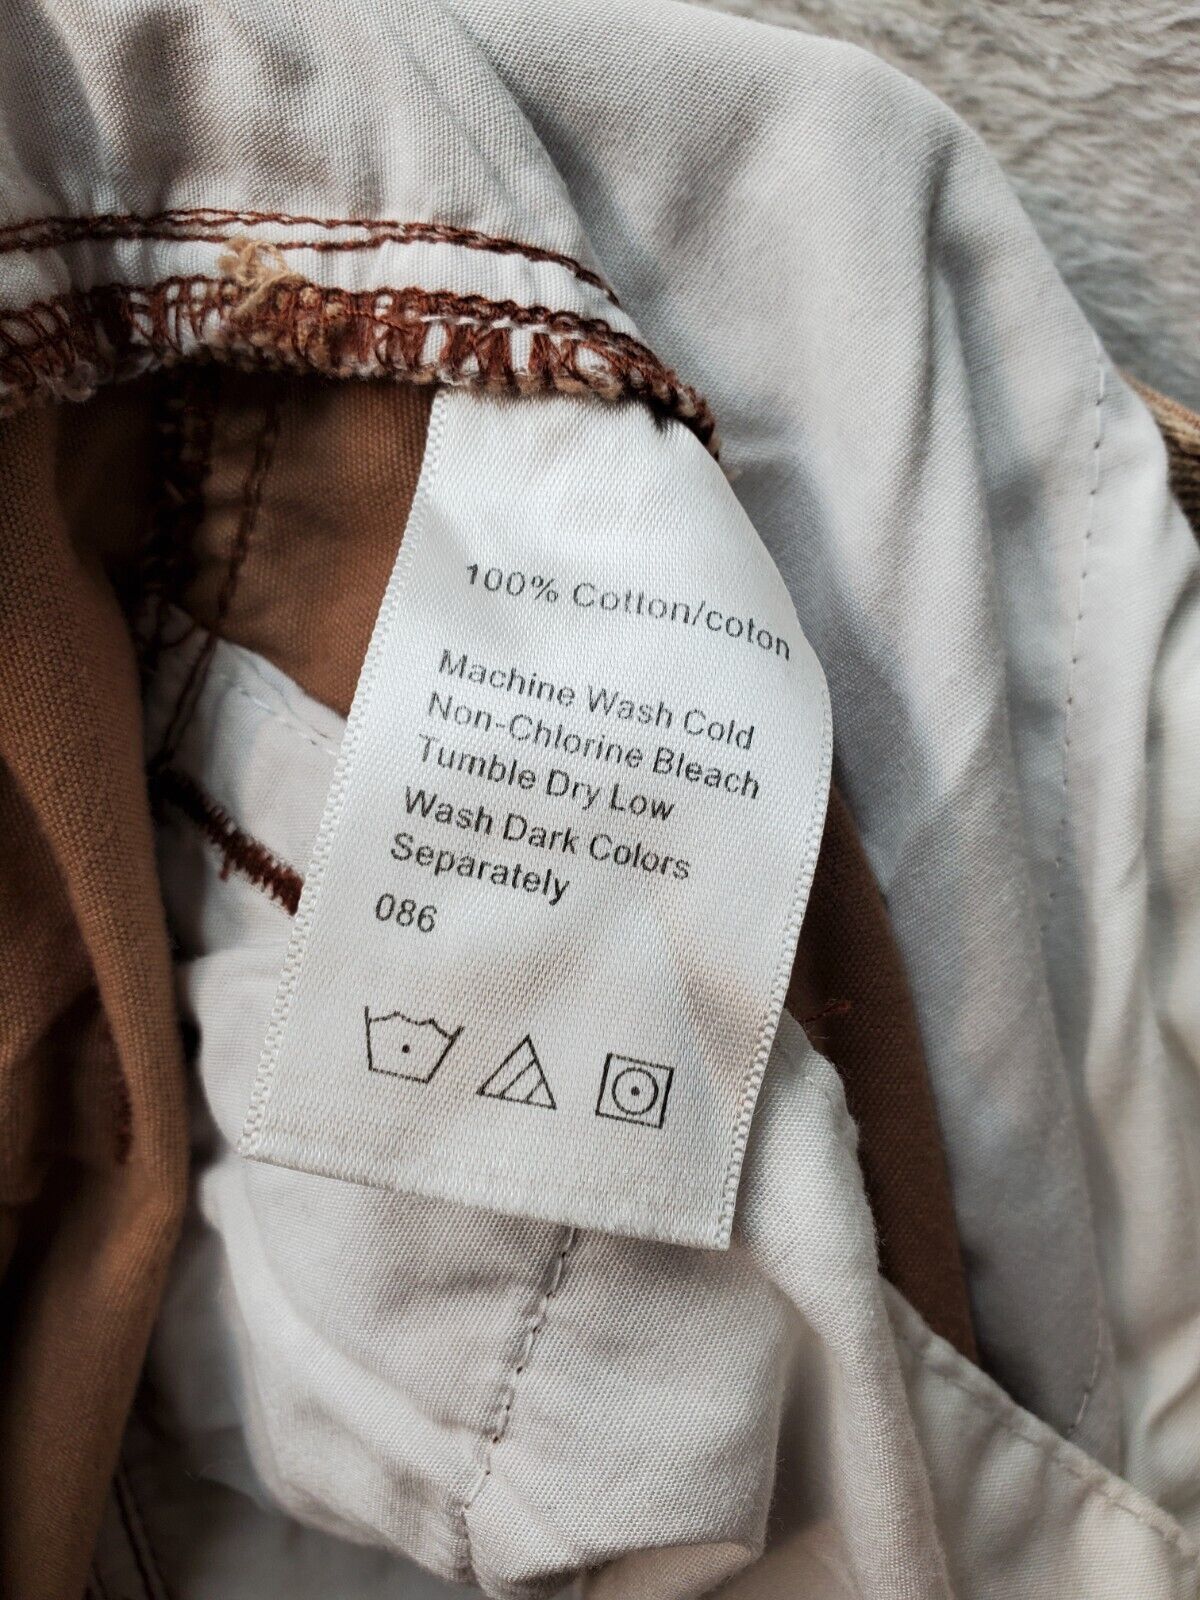 100% Cotton/coton
Machine Wash Cold
Non-Chlorine Bleach
Tumble Dry Low
Wash Dark Colors
Separately
086